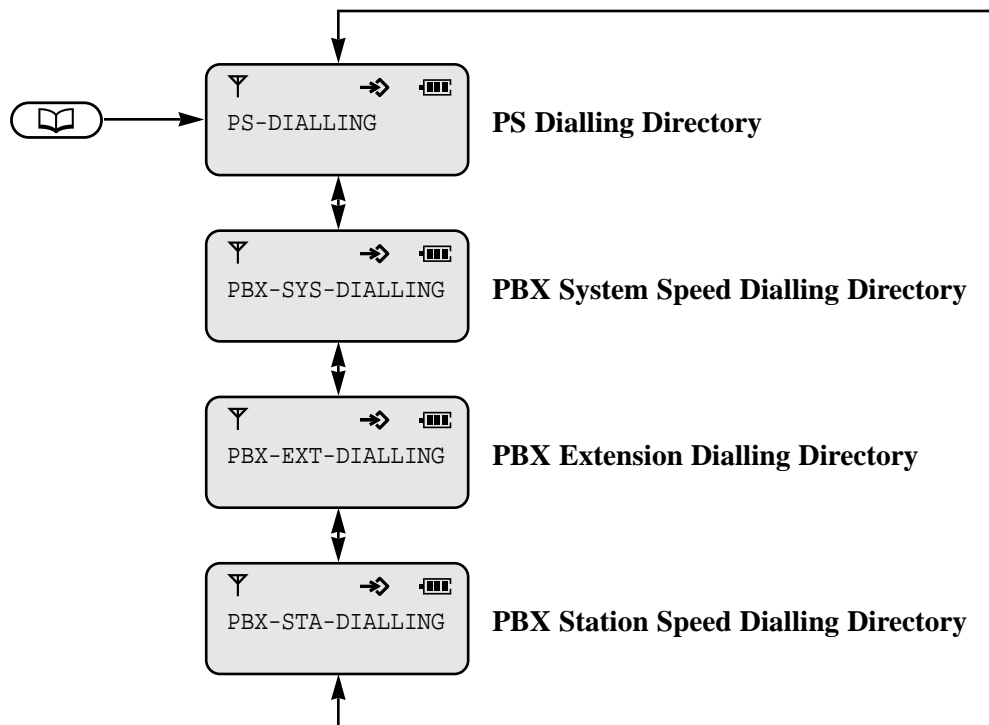 PS-DIALLING
PS Dialling Directory
PBX-SYS-DIALLING
PBX System Speed Dialling Directory
PBX-EXT-DIALLING
PBX Extension Dialling Directory
PBX-STA-DIALLING
PBX Station Speed Dialling Directory